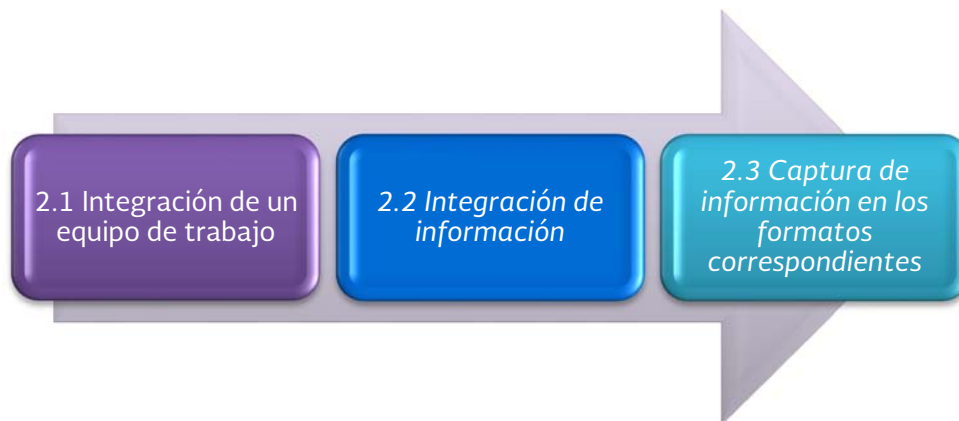 2.1 Integración de un
equipo de trabajo
2.2 Integración de
información
2.3 Captura de
información en los
formatos
correspondientes